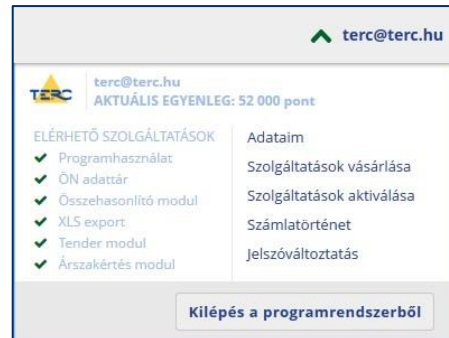 terc@terc.hu
TERC
terc@terc.hu
AKTUÁLIS EGYENLEG: 52 000 pont
ELÉRHETŐ SZOLGÁLTATÁSOK
Programhasználat
ÖN adattár
Összehasonlító modul
XLS export
Tender modul
Árszakértés modul
Adataim
Szolgáltatások vásárlása
Szolgáltatások aktiválása
Számlatörténet
Jelszóváltoztatás
Kilépés a programrendszerből